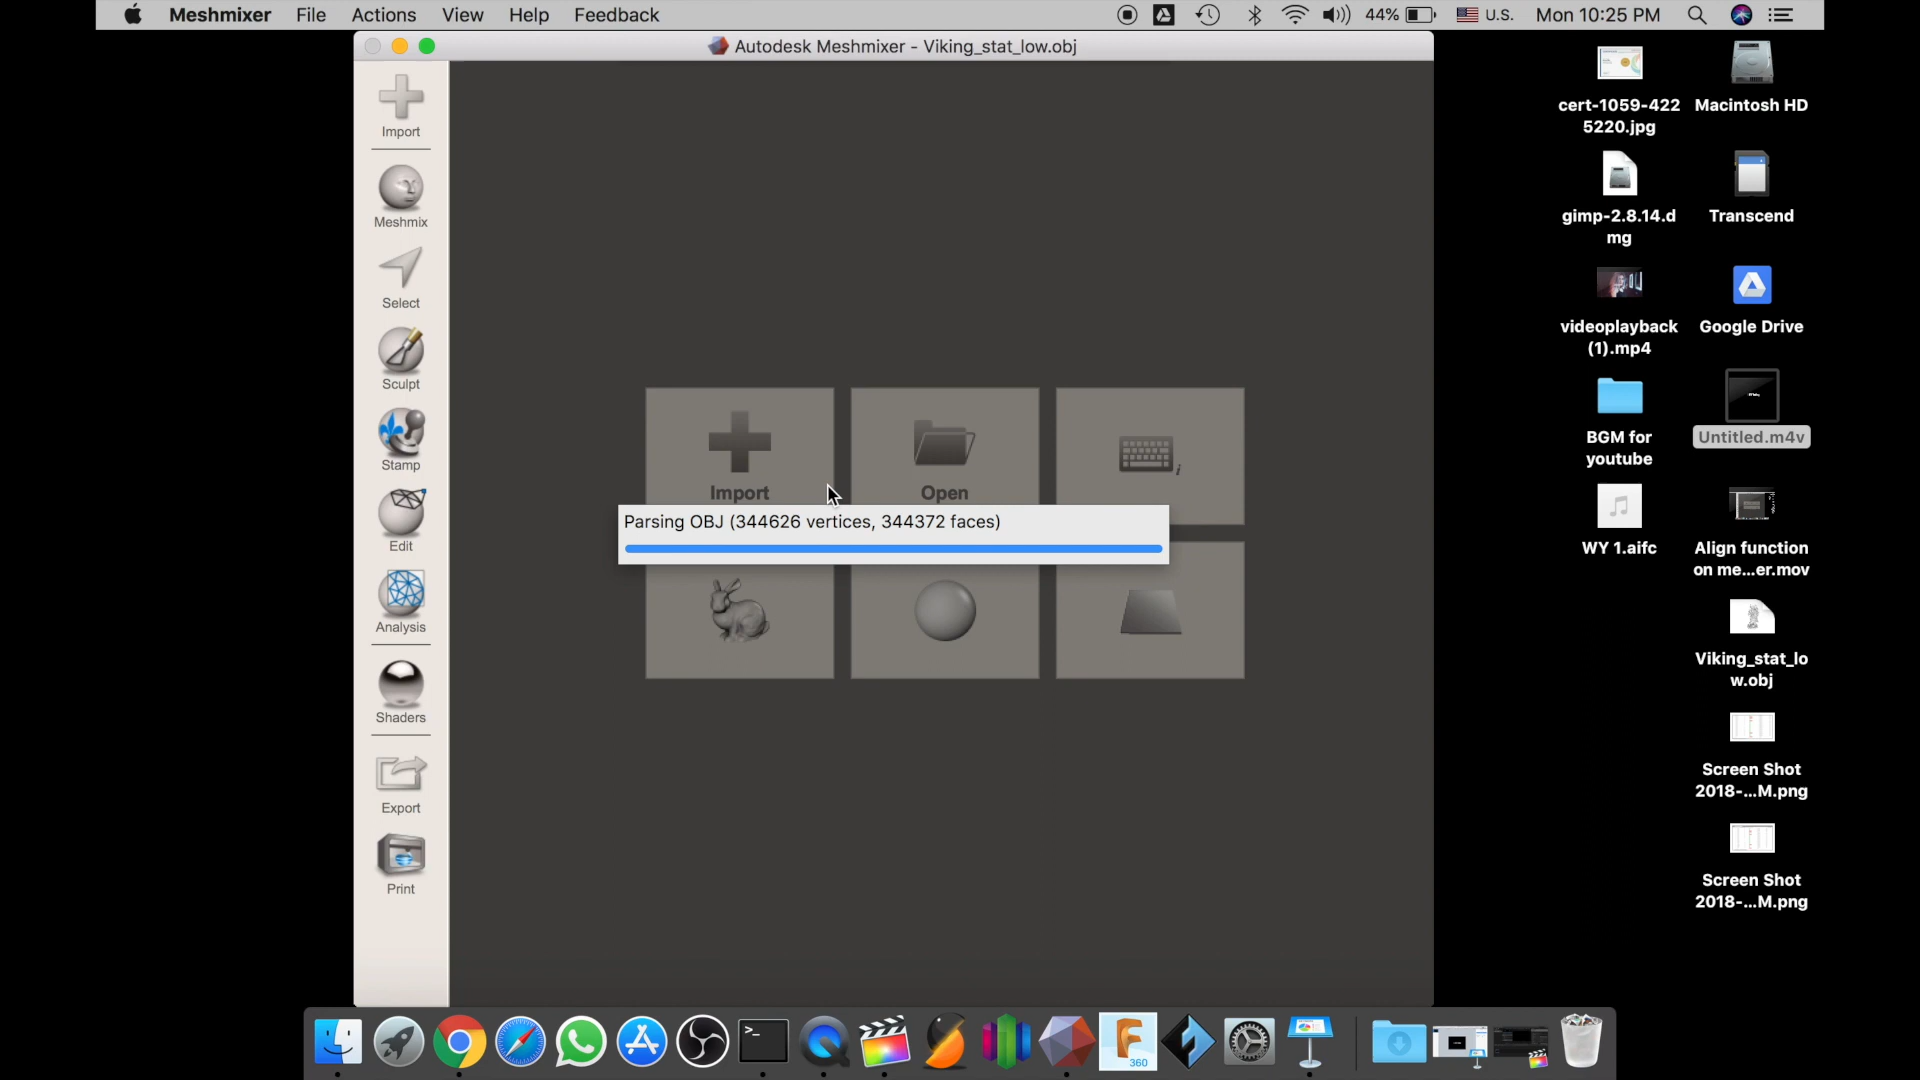 Meshmixer File Actions View Help Feedback 44% U.S. Mon 10:25 PM
Autodesk Meshmixer - Viking_stat_low.obj
Import
Meshmix
Select
Sculpt
Stamp
Edit
Analysis
Shaders
Export
Print
Import
Open
i
Parsing OBJ (344626 vertices, 344372 faces)
cert-1059-422
5220.jpg
Macintosh HD
gimp-2.8.14.d
mg
Transcend
videoplayback
(1).mp4
Google Drive
BGM for
youtube
Untitled.m4v
WY 1.aifc
Align function
on me...er.mov
Viking_stat_lo
w.obj
Screen Shot
2018-...M.png
Screen Shot
2018-...M.png
>_
360